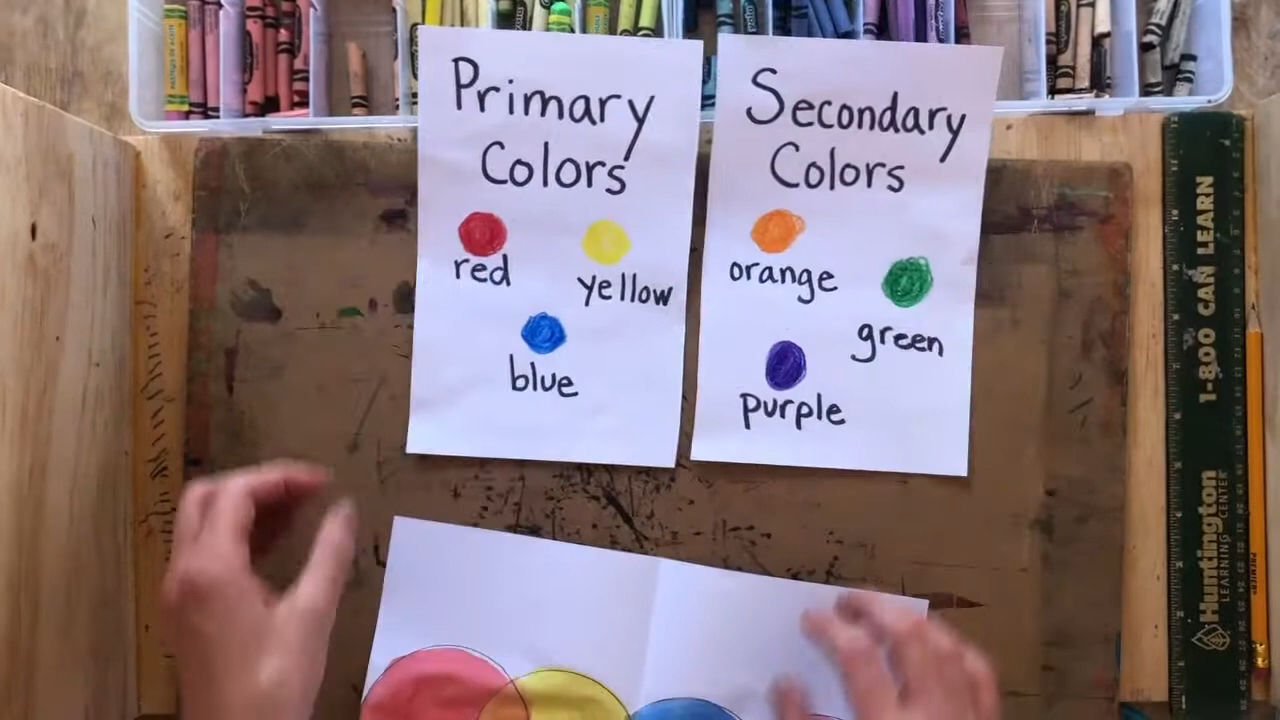 Primary
Colors
red
yellow
blue
Secondary
Colors
orange
green
purple
1-800 CAN LEARN
Huntington
LEARNING CENTER